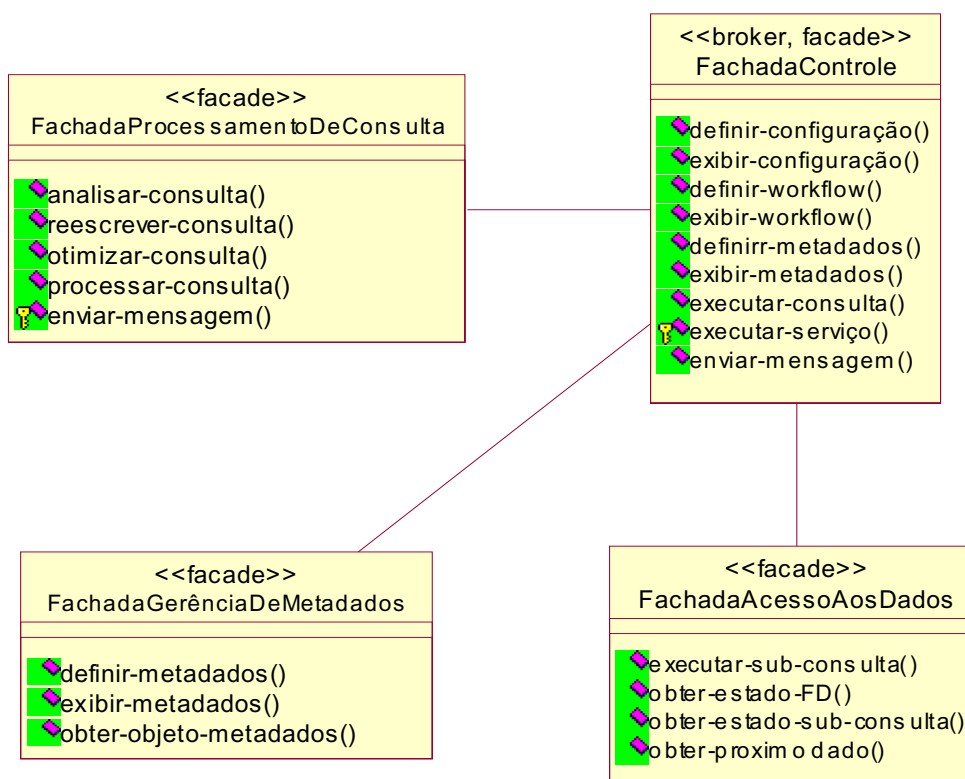 <<facade>>
FachadaProcessamentoDeConsulta
analisar-consulta()
reescrever-consulta()
otimizar-consulta()
processar-consulta()
enviar-mensagem()
<<broker, facade>>
FachadaControle
definir-configuração()
exibir-configuração()
definir-workflow()
exibir-workflow()
definirr-metadados()
exibir-metadados()
executar-consulta()
executar-serviço()
enviar-mensagem()
<<facade>>
FachadaGerênciaDeMetadados
definir-metadados()
exibir-metadados()
obter-objeto-metadados()
<<facade>>
FachadaAcessoAosDados
executar-sub-consulta()
obter-estado-FD()
obter-estado-sub-consulta()
obter-proximo dado()